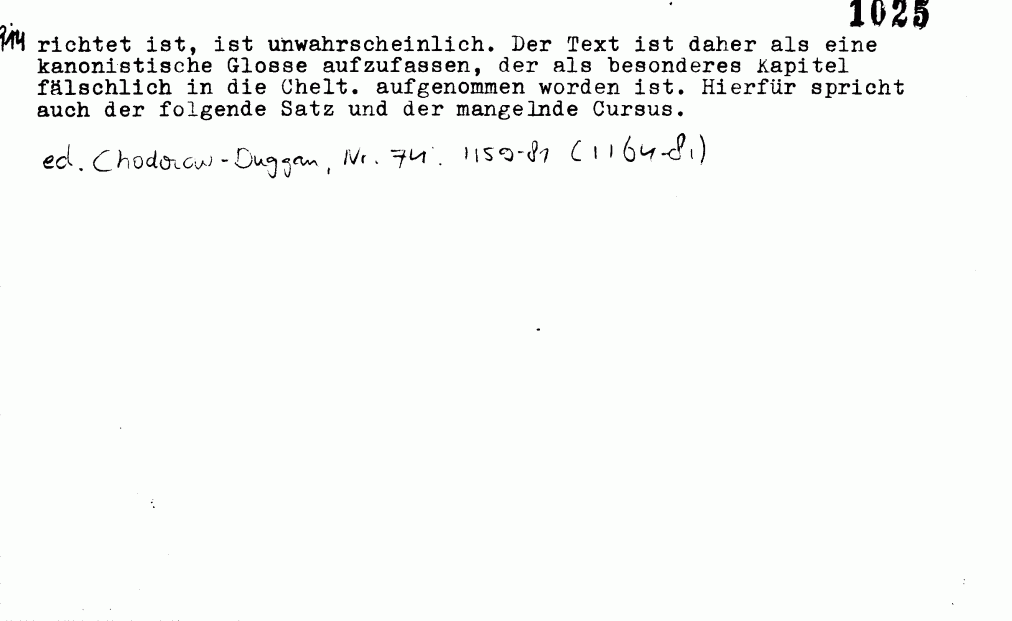 1025
richtet ist, ist unwahrscheinlich. Der Text ist daher als eine
kanonistische Glosse aufzufassen, der als besonderes Kapitel
fälschlich in die Chelt. aufgenommen worden ist. Hierfür spricht
auch der folgende Satz und der mangelnde Cursus.
ed. Chodorow-Duggan, Nr. 74. 1159-81 (1164-81)